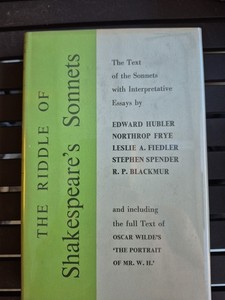 THE RIDDLE OF
Shakespeare's Sonnets
The Text
of the Sonnets
with Interpretative
Essays by
EDWARD HUBLER
NORTHROP FRYE
LESLIE A. FIEDLER
STEPHEN SPENDER
R. P. BLACKMUR
and including
the full Text of
OSCAR WILDE'S
'THE PORTRAIT
OF MR. W. H.'